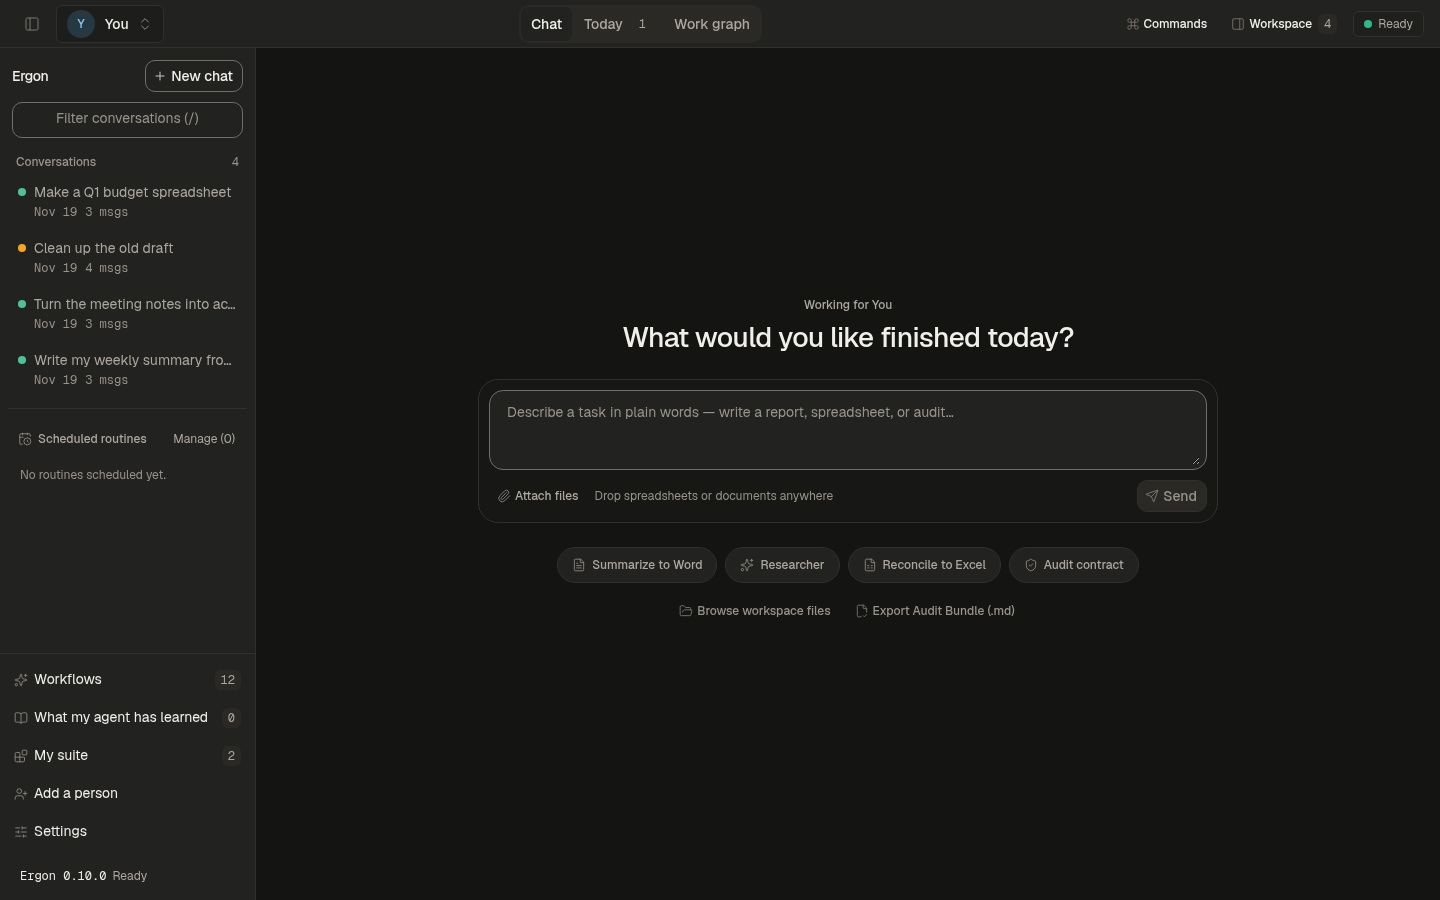 Y You
Chat Today 1 Work graph
Commands Workspace 4 Ready
Ergon
New chat
Filter conversations (/)
Conversations 4
Make a Q1 budget spreadsheet
Nov 19 3 msgs
Clean up the old draft
Nov 19 4 msgs
Turn the meeting notes into ac…
Nov 19 3 msgs
Write my weekly summary fro…
Nov 19 3 msgs
Scheduled routines Manage (0)
No routines scheduled yet.
Workflows 12
What my agent has learned 0
My suite 2
Add a person
Settings
Ergon 0.10.0 Ready
Working for You
What would you like finished today?
Describe a task in plain words — write a report, spreadsheet, or audit…
Attach files Drop spreadsheets or documents anywhere Send
Summarize to Word Researcher Reconcile to Excel Audit contract
Browse workspace files Export Audit Bundle (.md)